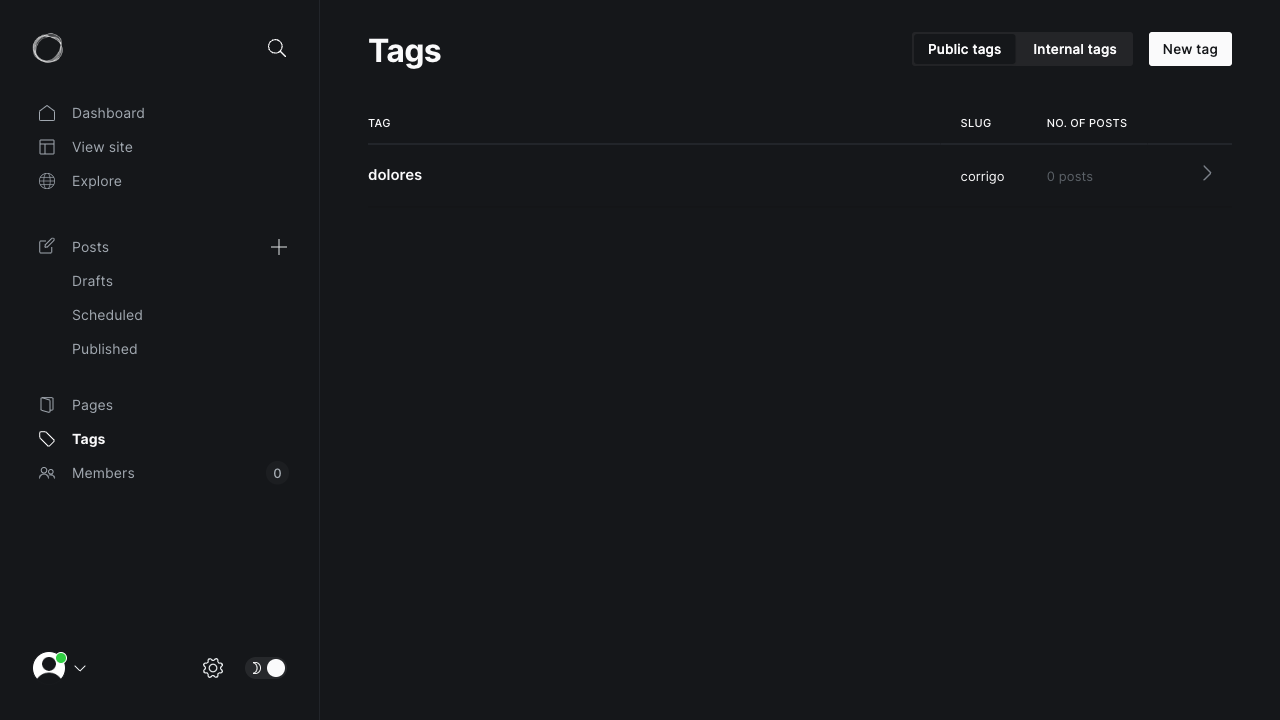 Dashboard
View site
Explore
Posts
Drafts
Scheduled
Published
Pages
Tags
Members 0
Tags
Public tags Internal tags New tag
TAG SLUG NO. OF POSTS
dolores corrigo 0 posts